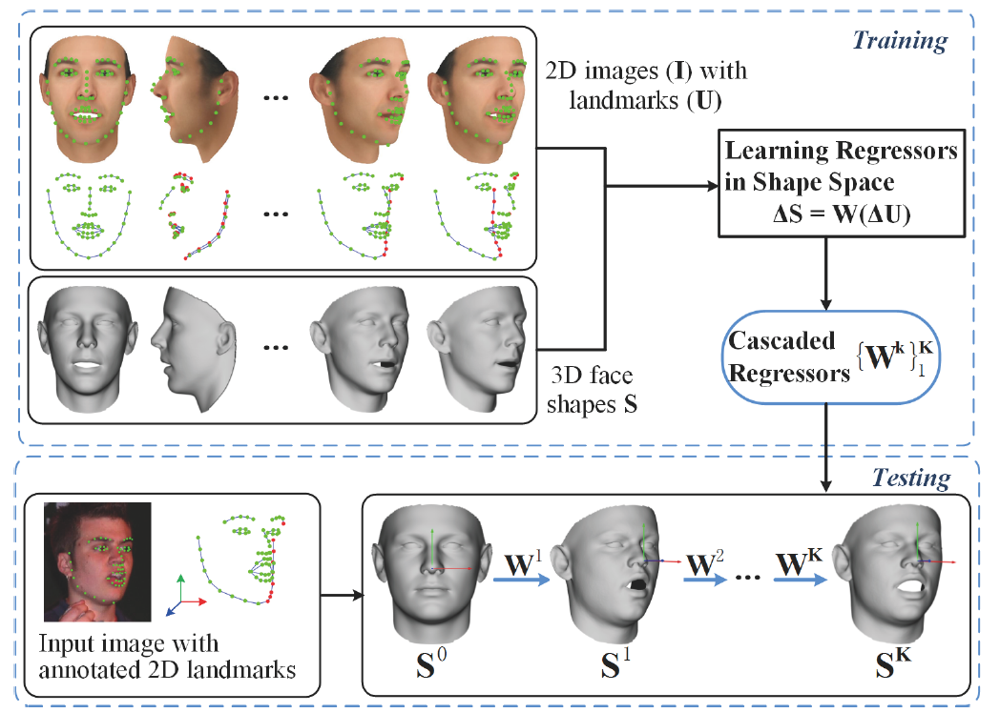 Training
2D images (I) with
landmarks (U)
...
...
Learning Regressors
in Shape Space
ΔS = W(ΔU)
...
3D face
shapes S
Cascaded
Regressors {W^k}_1^K
Testing
Input image with
annotated 2D landmarks
W^1
W^2
...
W^K
S^0
S^1
S^K